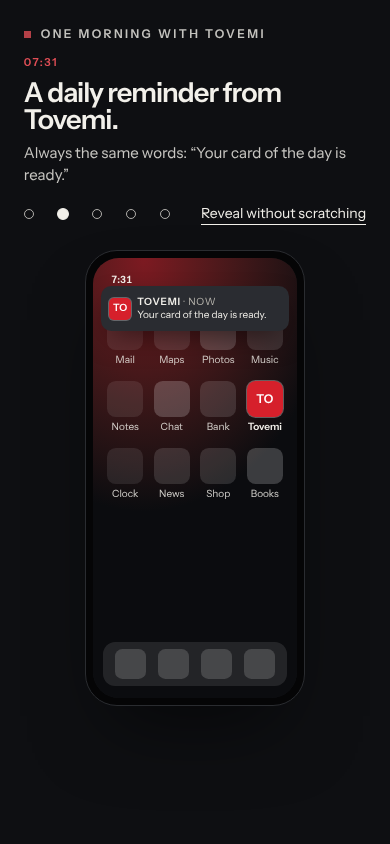 ONE MORNING WITH TOVEMI
07:31
A daily reminder from
Tovemi.
Always the same words: “Your card of the day is
ready.”
Reveal without scratching
7:31
TO
TOVEMI · NOW
Your card of the day is ready.
Mail Maps Photos Music
TO
Notes Chat Bank Tovemi
Clock News Shop Books